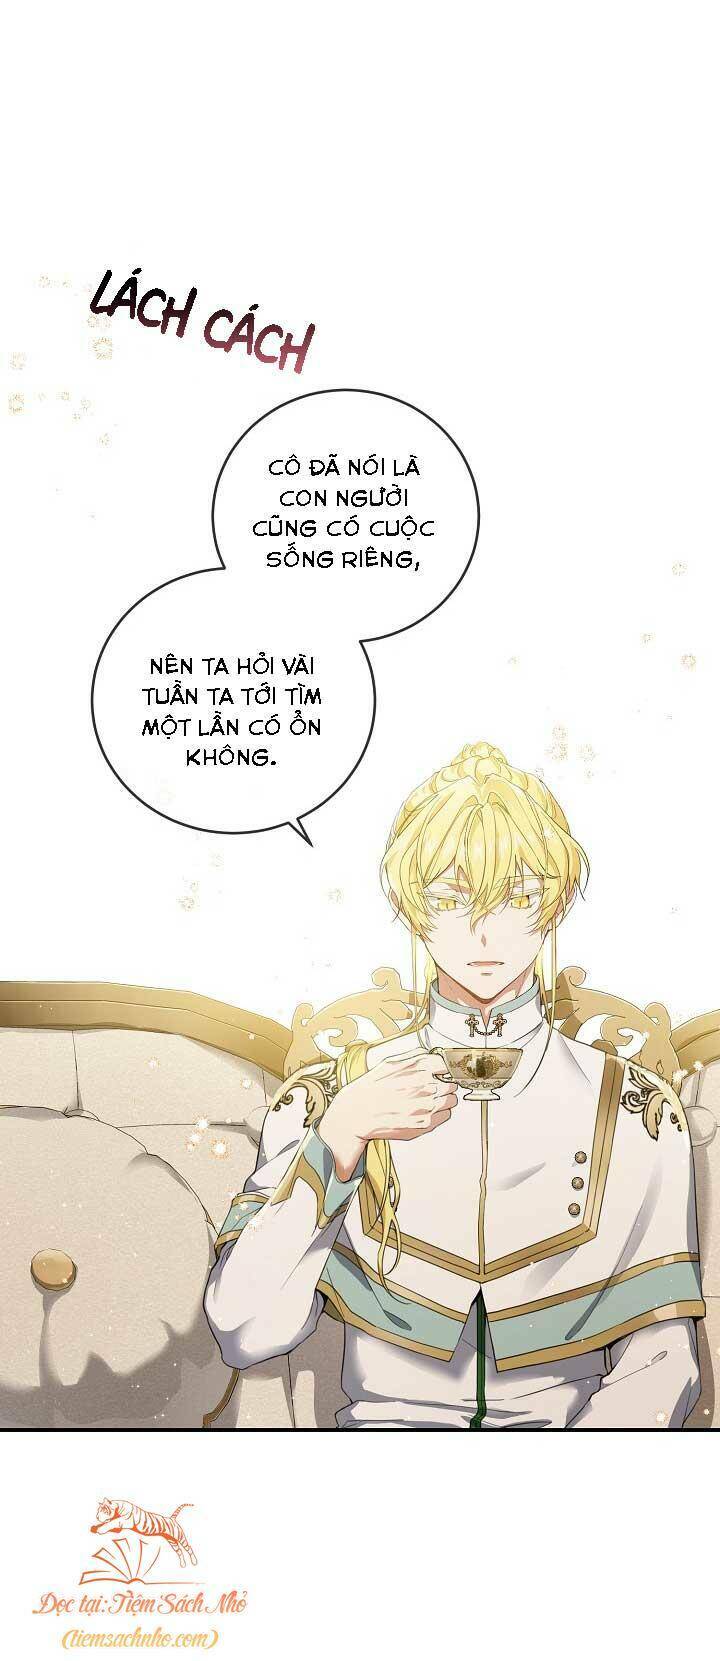 LÁCH CÁCH
CÔ ĐÃ NÓI LÀ
CON NGƯỜI
CŨNG CÓ CUỘC
SỐNG RIÊNG,
NÊN TA HỎI VÀI
TUẦN TA TỚI TÌM
MỘT LẦN CÓ ỔN
KHÔNG.
Đọc tại: Tiệm Sách Nhỏ
(tiemsachnho.com)